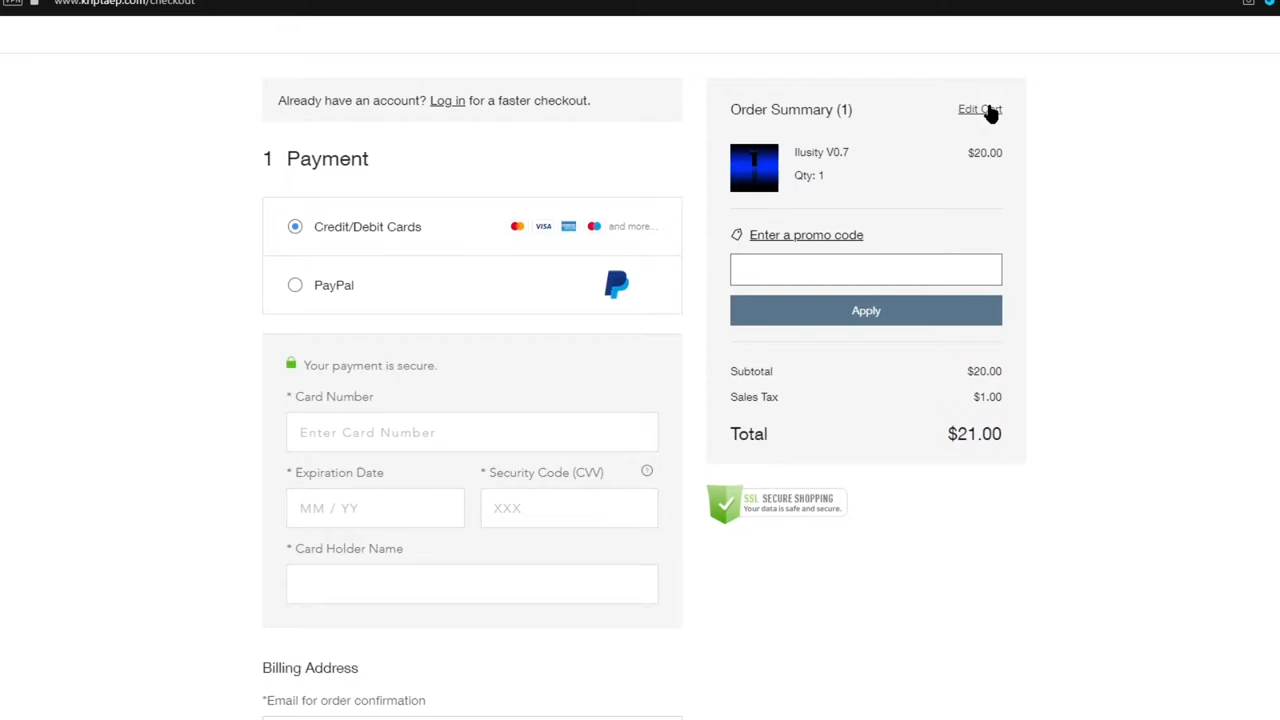 Already have an account? Log in for a faster checkout.
1 Payment
Credit/Debit Cards
VISA
and more...
PayPal
Your payment is secure.
* Card Number
Enter Card Number
* Expiration Date
* Security Code (CVV)
?
MM / YY
XXX
* Card Holder Name
Billing Address
*Email for order confirmation
Order Summary (1)
Edit Cart
Ilusity V0.7
$20.00
Qty: 1
Enter a promo code
Apply
Subtotal
$20.00
Sales Tax
$1.00
Total
$21.00
SSL SECURE SHOPPING
Your data is safe and secure.